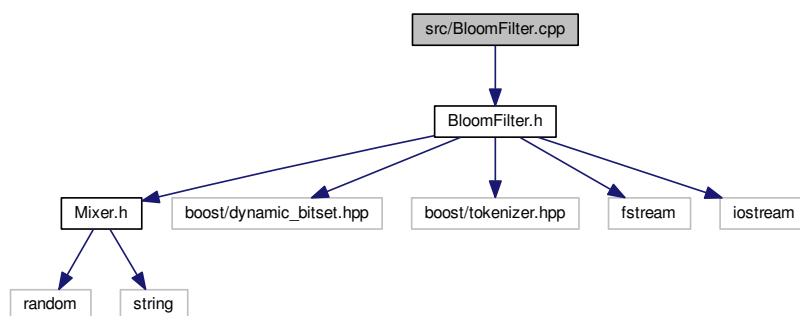 src/BloomFilter.cpp
BloomFilter.h
Mixer.h
boost/dynamic_bitset.hpp
boost/tokenizer.hpp
fstream
iostream
random
string